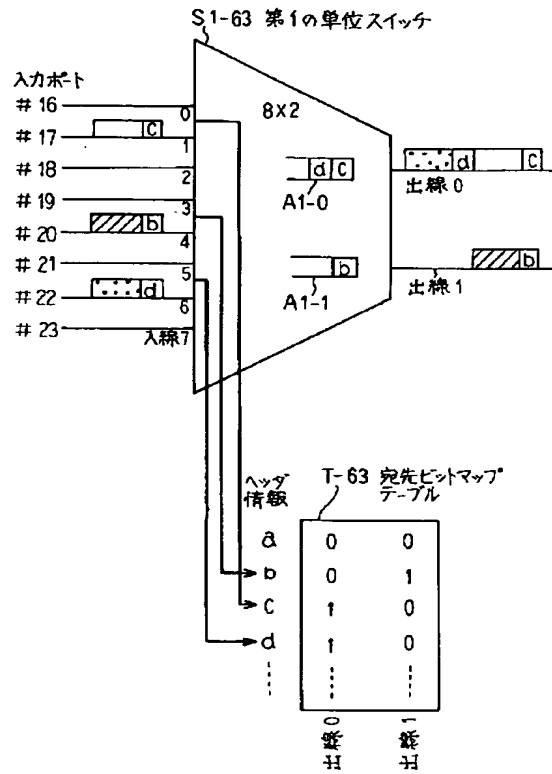 S1-63 第1の単位スイッチ
入力ポート
#16
0
8X2
C
#17
1
d C
d
#18
2
A1-0
出線0
#19
3
b
#20
4
b
b
#21
5
A1-1
出線1
d
#22
6
#23
入線7
T-63 宛先ビットマップ
テーブル
ヘッダ
情報
a 0 0
b 0 1
C 1 0
d 1 0
出線0
出線1